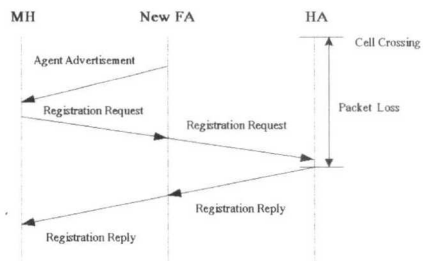 MH New FA HA
Cell Crossing
Agent Advertisement
Registration Request
Packet Loss
Registration Request
Registration Reply
Registration Reply